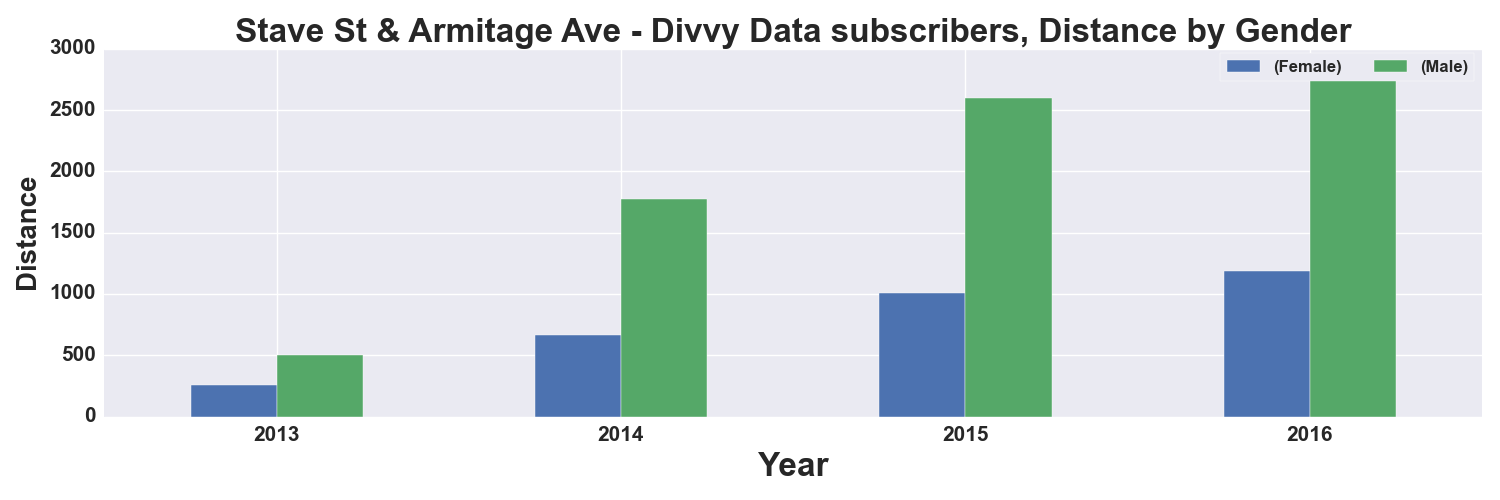 Stave St & Armitage Ave - Divvy Data subscribers, Distance by Gender
3000
2500
2000
1500
1000
500
0
Distance
(Female) (Male)
2013 2014 2015 2016
Year